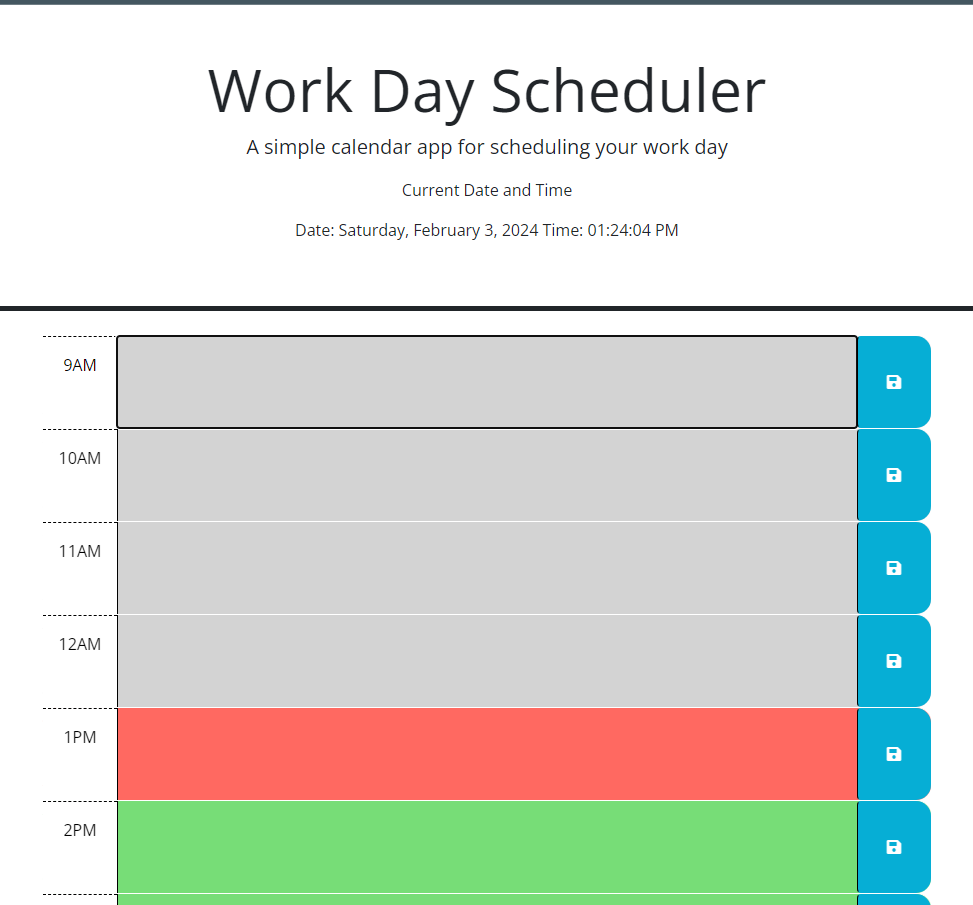 Work Day Scheduler
A simple calendar app for scheduling your work day
Current Date and Time
Date: Saturday, February 3, 2024 Time: 01:24:04 PM
9AM
10AM
11AM
12AM
1PM
2PM